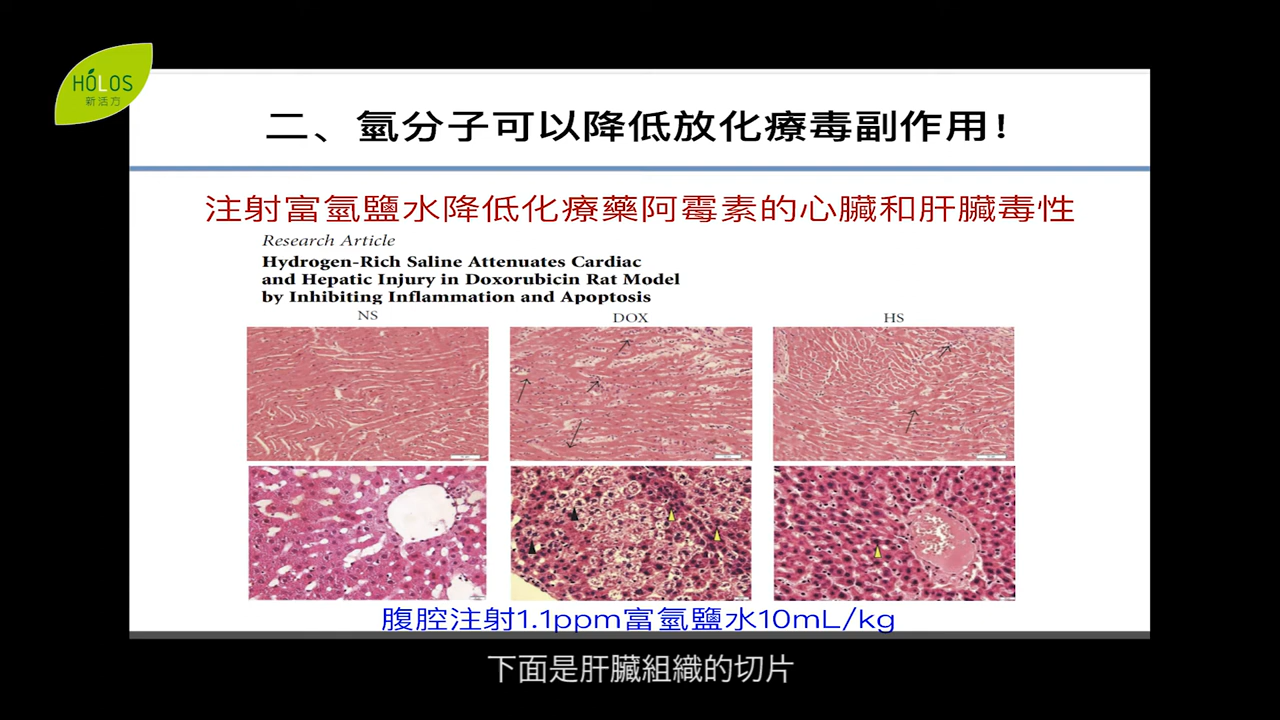 HÓLOS
新活方
二、氫分子可以降低放化療毒副作用!
注射富氫鹽水降低化療藥阿霉素的心臟和肝臟毒性
Research Article
Hydrogen-Rich Saline Attenuates Cardiac
and Hepatic Injury in Doxorubicin Rat Model
by Inhibiting Inflammation and Apoptosis
NS DOX HS
腹腔注射1.1ppm富氫鹽水10mL/kg
下面是肝臟組織的切片